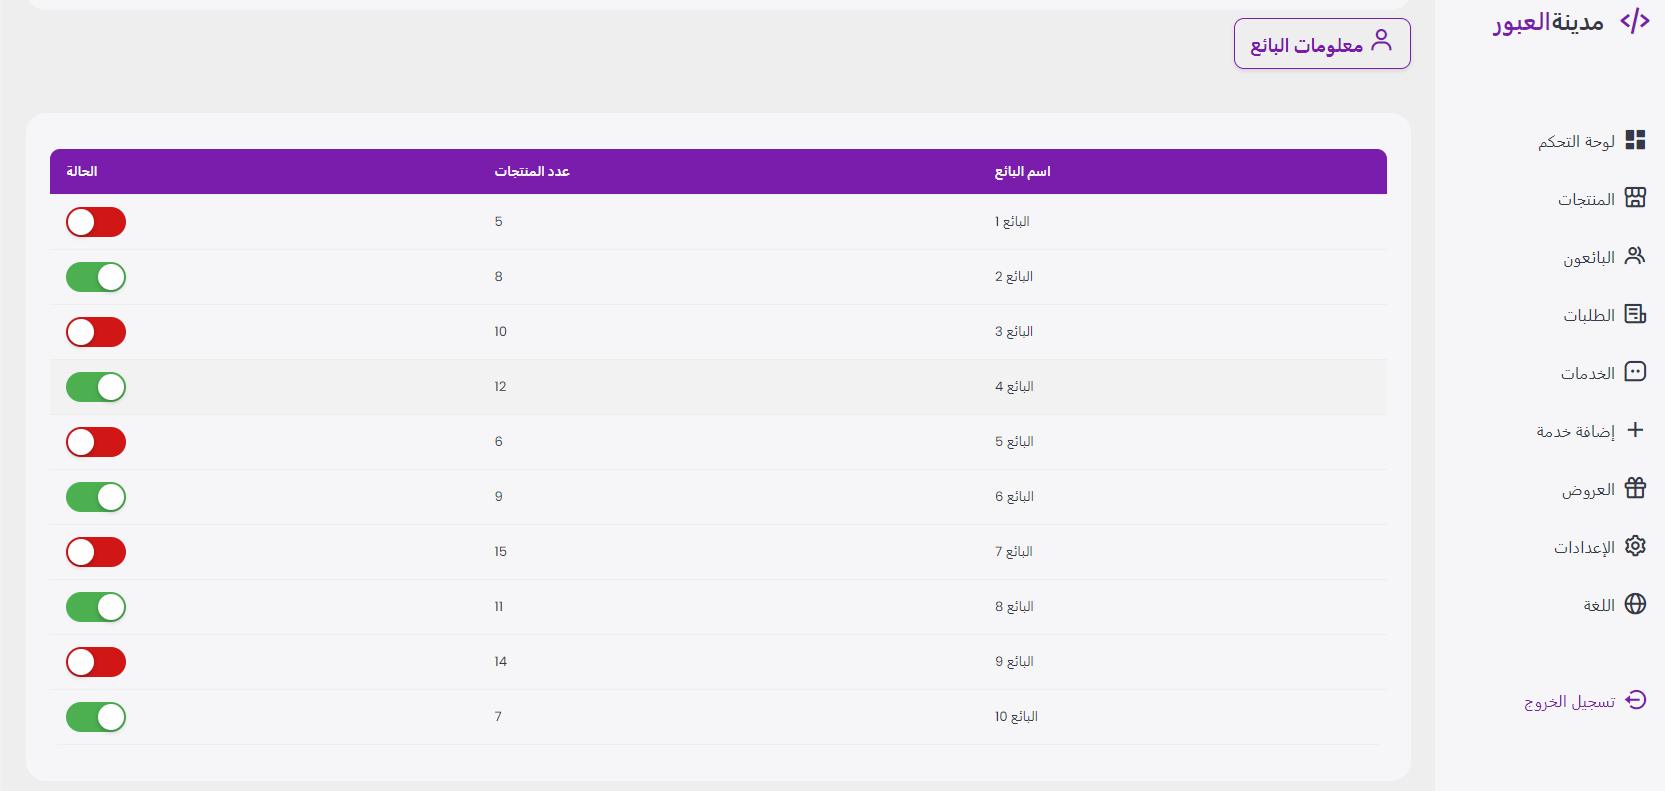 مدينةالعبور
لوحة التحكم
المنتجات
البائعون
الطلبات
الخدمات
إضافة خدمة
العروض
الإعدادات
اللغة
تسجيل الخروج
معلومات البائع
اسم البائع عدد المنتجات الحالة
البائع 1 5
البائع 2 8
البائع 3 10
البائع 4 12
البائع 5 6
البائع 6 9
البائع 7 15
البائع 8 11
البائع 9 14
البائع 10 7